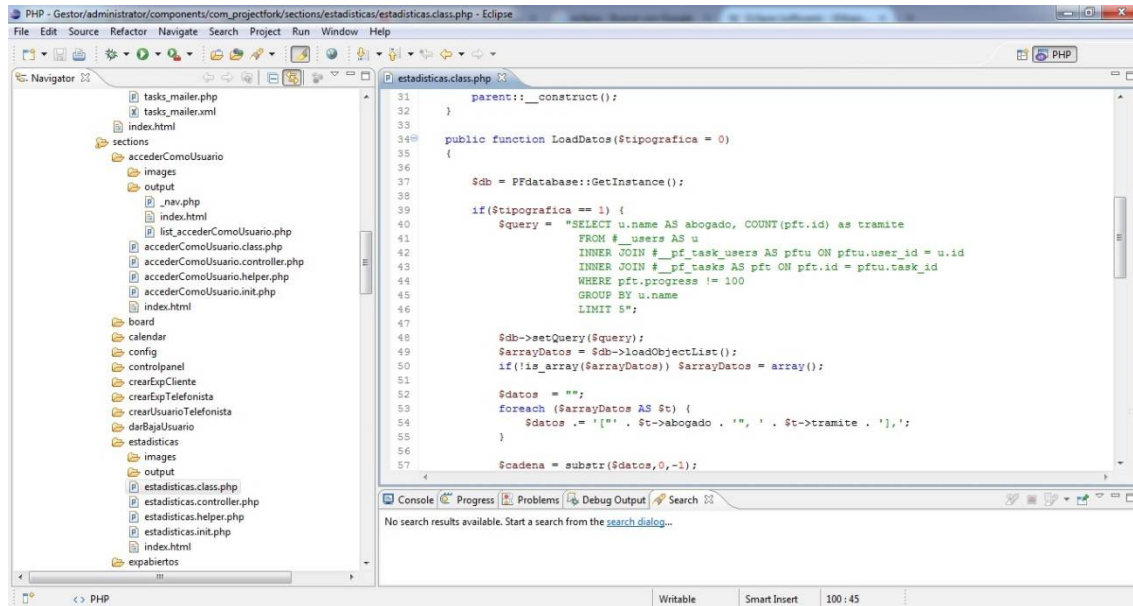 PHP - Gestor/administrator/components/com_projectfork/sections/estadisticas/estadisticas.class.php - Eclipse
File Edit Source Refactor Navigate Search Project Run Window Help
PHP
Navigator
tasks_mailer.php
tasks_mailer.xml
index.html
sections
accederComoUsuario
images
output
_nav.php
index.html
list_accederComoUsuario.php
accederComoUsuario.class.php
accederComoUsuario.controller.php
accederComoUsuario.helper.php
accederComoUsuario.init.php
index.html
board
calendar
config
controlpanel
crearExpCliente
crearExpTelefonista
crearUsuarioTelefonista
darBajaUsuario
estadisticas
images
output
estadisticas.class.php
estadisticas.controller.php
estadisticas.helper.php
estadisticas.init.php
index.html
expabiertos
estadisticas.class.php
31 parent::__construct();
32 }
33
34 public function LoadDatos($tipografica = 0)
35 {
36
37 $db = PFdatabase::GetInstance();
38
39 if($tipografica == 1) {
40 $query = "SELECT u.name AS abogado, COUNT(pft.id) as tramite
41 FROM #__users AS u
42 INNER JOIN #__pf_task_users AS pftu ON pftu.user_id = u.id
43 INNER JOIN #__pf_tasks AS pft ON pft.id = pftu.task_id
44 WHERE pft.progress != 100
45 GROUP BY u.name
46 LIMIT 5";
47
48 $db->setQuery($query);
49 $arrayDatos = $db->loadObjectList();
50 if(!is_array($arrayDatos)) $arrayDatos = array();
51
52 $datos = "";
53 foreach ($arrayDatos AS $t) {
54 $datos .= '["' . $t->abogado . '", ' . $t->tramite . '],';
55 }
56
57 $cadena = substr($datos,0,-1);
Console Progress Problems Debug Output Search
No search results available. Start a search from the search dialog...
<> PHP Writable Smart Insert 100 : 45